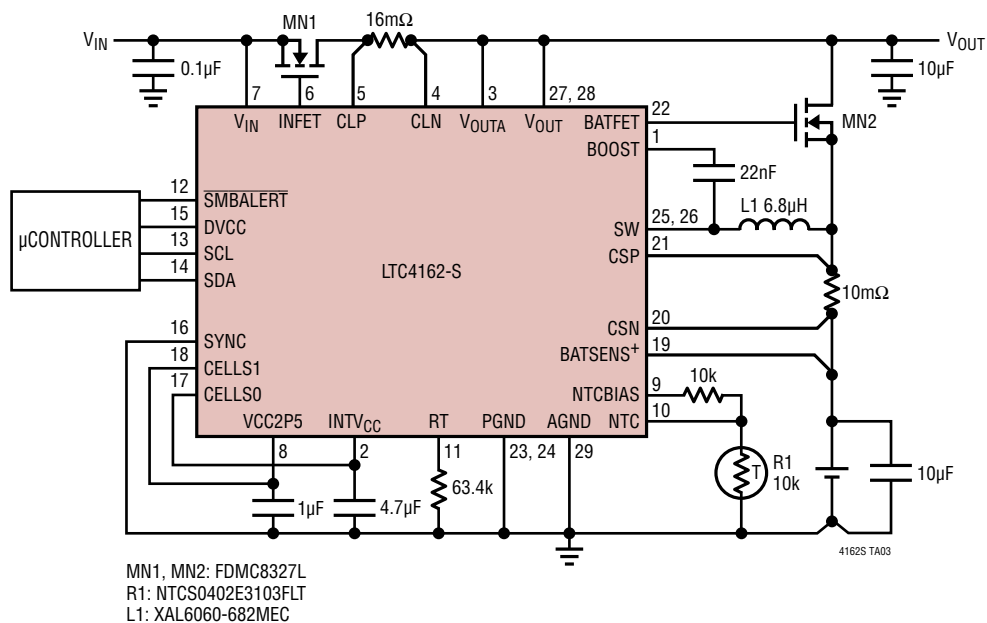 MN1
16mΩ
VIN
VOUT
0.1µF
10µF
7
6
5
4
3
27, 28
VIN
INFET
CLP
CLN
VOUTA
VOUT
BATFET
22
MN2
BOOST
1
22nF
12
SMBALERT
15
DVCC
13
SCL
14
SDA
µCONTROLLER
LTC4162-S
SW
25, 26
L1 6.8µH
CSP
21
10mΩ
CSN
20
BATSENS+
19
16
SYNC
18
CELLS1
17
CELLS0
NTCBIAS
9
10k
NTC
10
VCC2P5
INTVCC
RT
PGND
AGND
8
2
11
23, 24
29
1µF
4.7µF
63.4k
T
R1
10k
10µF
4162S TA03
MN1, MN2: FDMC8327L
R1: NTCS0402E3103FLT
L1: XAL6060-682MEC